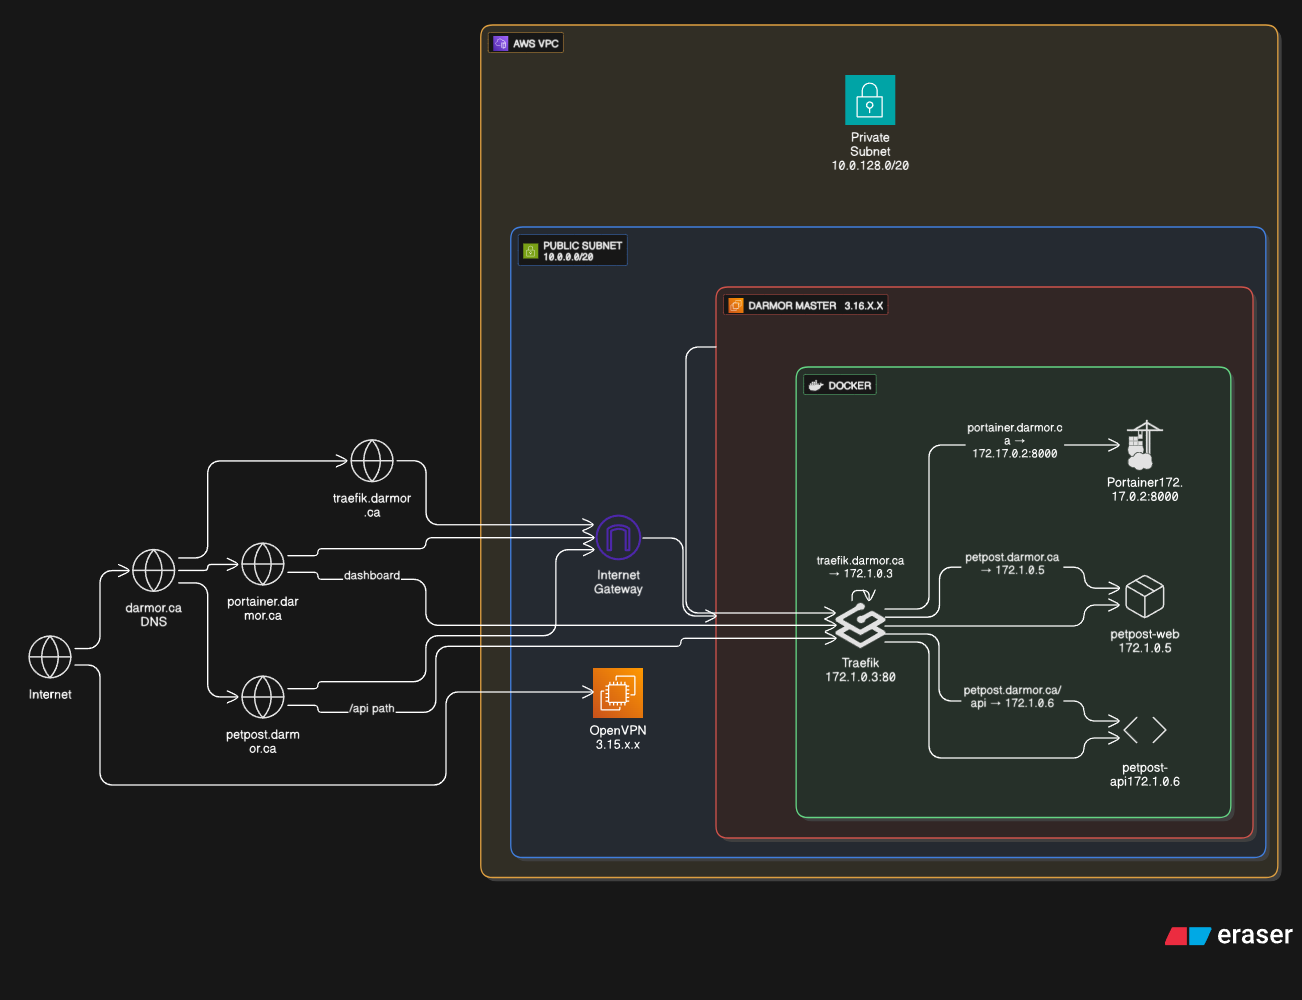 AWS VPC
Private
Subnet
10.0.128.0/20
PUBLIC SUBNET
10.0.0.0/20
DARMOR MASTER 3.16.X.X
DOCKER
portainer.darmor.c
a →
172.17.0.2:8000
Portainer172.
17.0.2:8000
traefik.darmor
.ca
traefik.darmor.ca
→ 172.1.0.3
petpost.darmor.ca
→ 172.1.0.5
Internet
Gateway
dashboard
darmor.ca
DNS
portainer.dar
mor.ca
petpost-web
172.1.0.5
Traefik
172.1.0.3:80
Internet
petpost.darmor.ca/
api → 172.1.0.6
/api path
petpost.darm
or.ca
OpenVPN
3.15.x.x
petpost-
api172.1.0.6
eraser